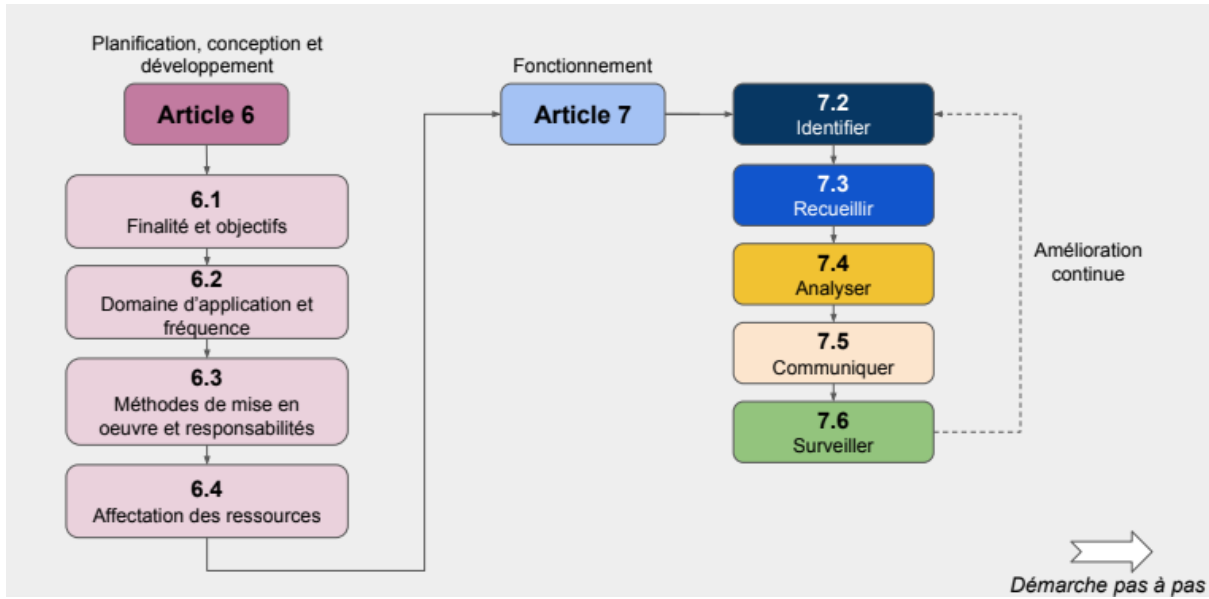 Planification, conception et
développement
Article 6
6.1
Finalité et objectifs
6.2
Domaine d'application et
fréquence
6.3
Méthodes de mise en
oeuvre et responsabilités
6.4
Affectation des ressources
Fonctionnement
Article 7
7.2
Identifier
7.3
Recueillir
7.4
Analyser
7.5
Communiquer
7.6
Surveiller
Amélioration
continue
Démarche pas à pas